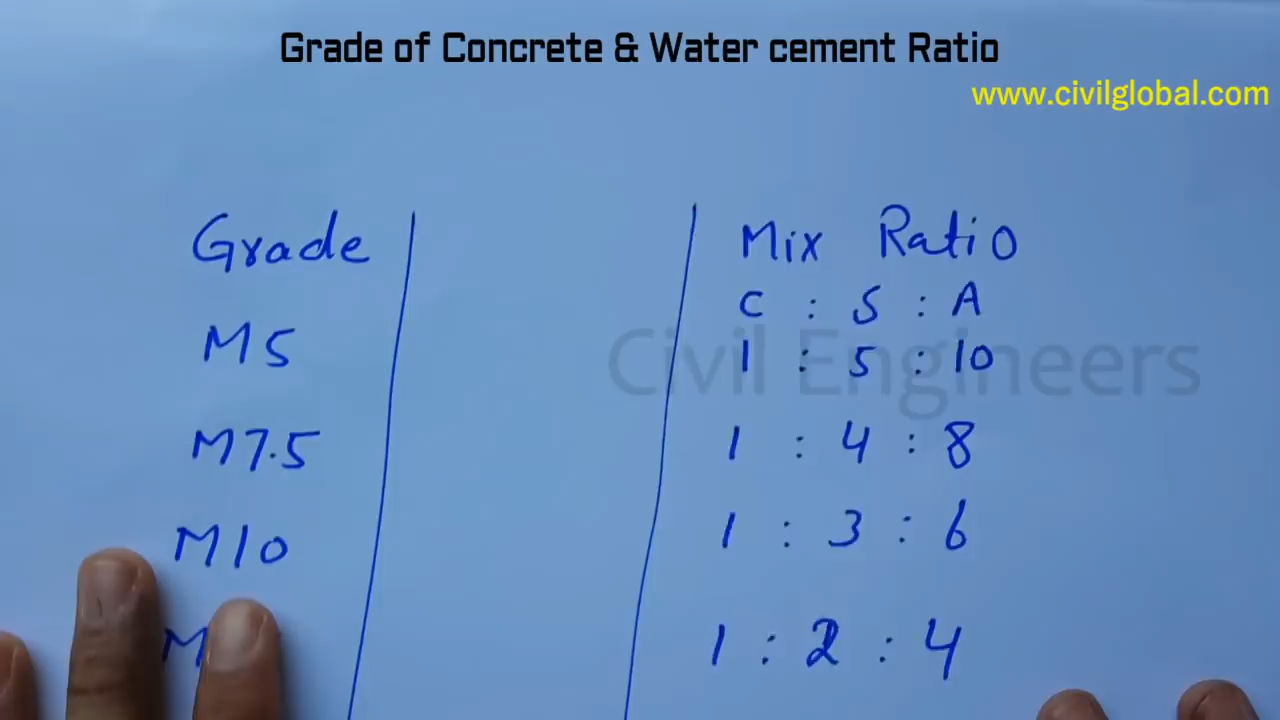 Grade of Concrete & Water cement Ratio
www.civilglobal.com
Grade Mix Ratio
C : S : A
M5 1 : 5 : 10
Civil Engineers
M7.5 1 : 4 : 8
M10 1 : 3 : 6
M 1 : 2 : 4